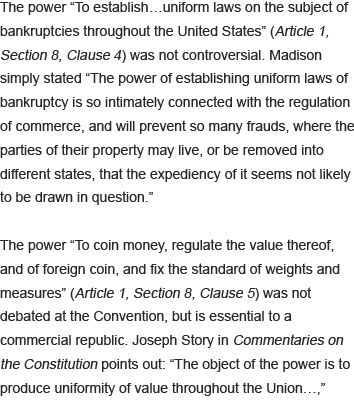 The power “To establish…uniform laws on the subject of
bankruptcies throughout the United States” (Article 1,
Section 8, Clause 4) was not controversial. Madison
simply stated “The power of establishing uniform laws of
bankruptcy is so intimately connected with the regulation
of commerce, and will prevent so many frauds, where the
parties of their property may live, or be removed into
different states, that the expediency of it seems not likely
to be drawn in question.”
The power “To coin money, regulate the value thereof,
and of foreign coin, and fix the standard of weights and
measures” (Article 1, Section 8, Clause 5) was not
debated at the Convention, but is essential to a
commercial republic. Joseph Story in Commentaries on
the Constitution points out: “The object of the power is to
produce uniformity of value throughout the Union…,”